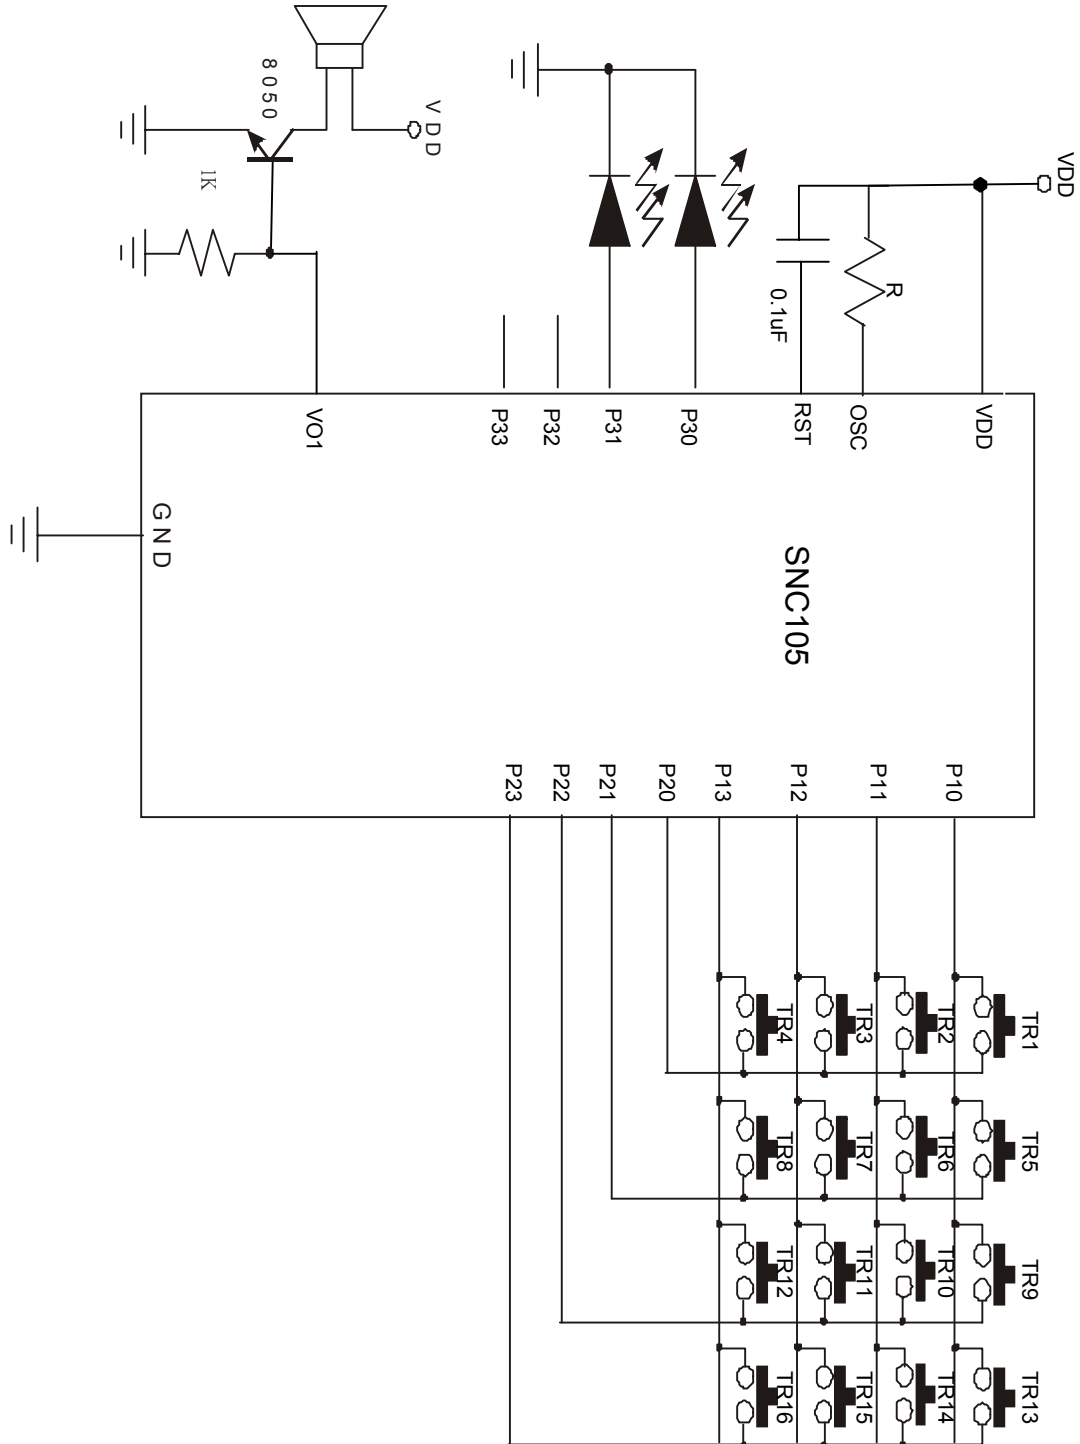 8050
VDD
1K
VDD
R
0.1uF
VO1
P33
P32
P31
P30
RST
OSC
VDD
GND
SNC105
P23
P22
P21
P20
P13
P12
P11
P10
TR4
TR3
TR2
TR1
TR8
TR7
TR6
TR5
TR12
TR11
TR10
TR9
TR16
TR15
TR14
TR13